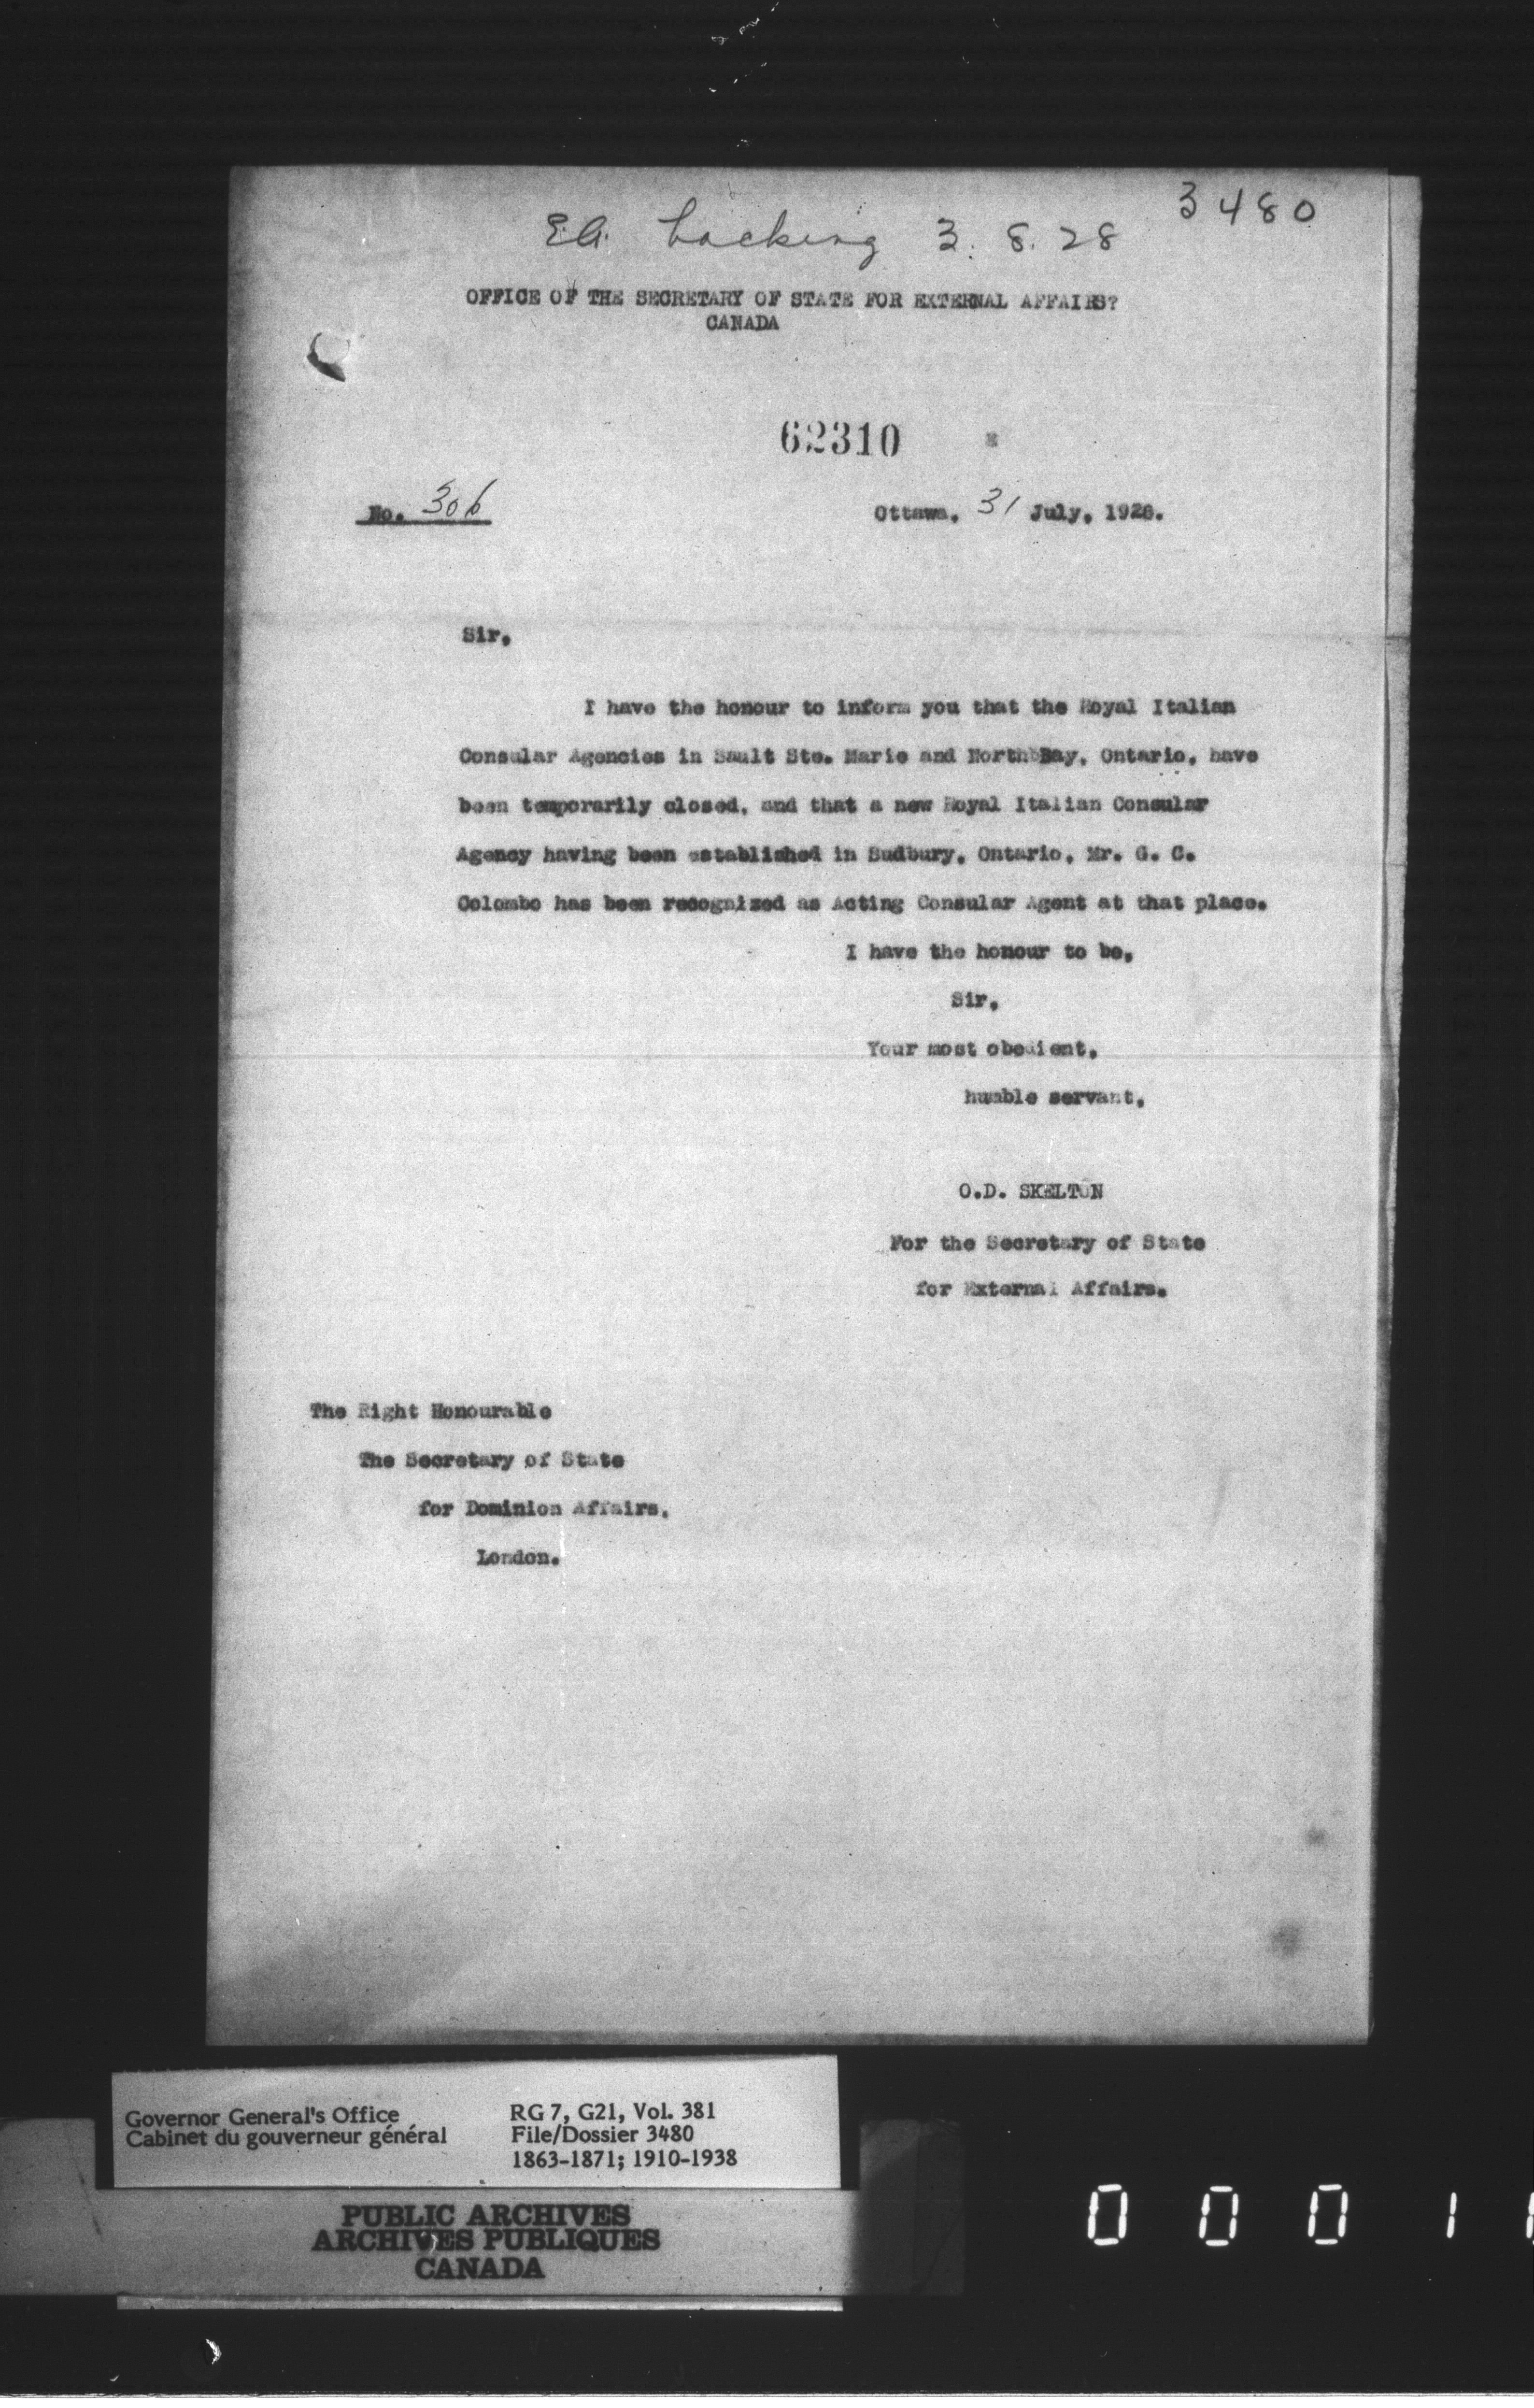 3480
E.A. Locking 3. 8. 28
OFFICE OF THE SECRETARY OF STATE FOR EXTERNAL AFFAIRS?
CANADA
62310
No. 306
Ottawa, 31 July, 1928.
Sir,
I have the honour to inform you that the Royal Italian
Consular Agencies in Sault Ste. Marie and North Bay, Ontario, have
been temporarily closed, and that a new Royal Italian Consular
Agency having been established in Sudbury, Ontario, Mr. G. C.
Colombo has been recognized as Acting Consular Agent at that place.
I have the honour to be,
Sir,
Your most obedient,
humble servant,
O.D. SKELTON
For the Secretary of State
for External Affairs.
The Right Honourable
The Secretary of State
for Dominion Affairs,
London.
Governor General's Office
Cabinet du gouverneur général
RG 7, G21, Vol. 381
File/Dossier 3480
1863-1871; 1910-1938
PUBLIC ARCHIVES
ARCHIVES PUBLIQUES
CANADA
0 0 0 1